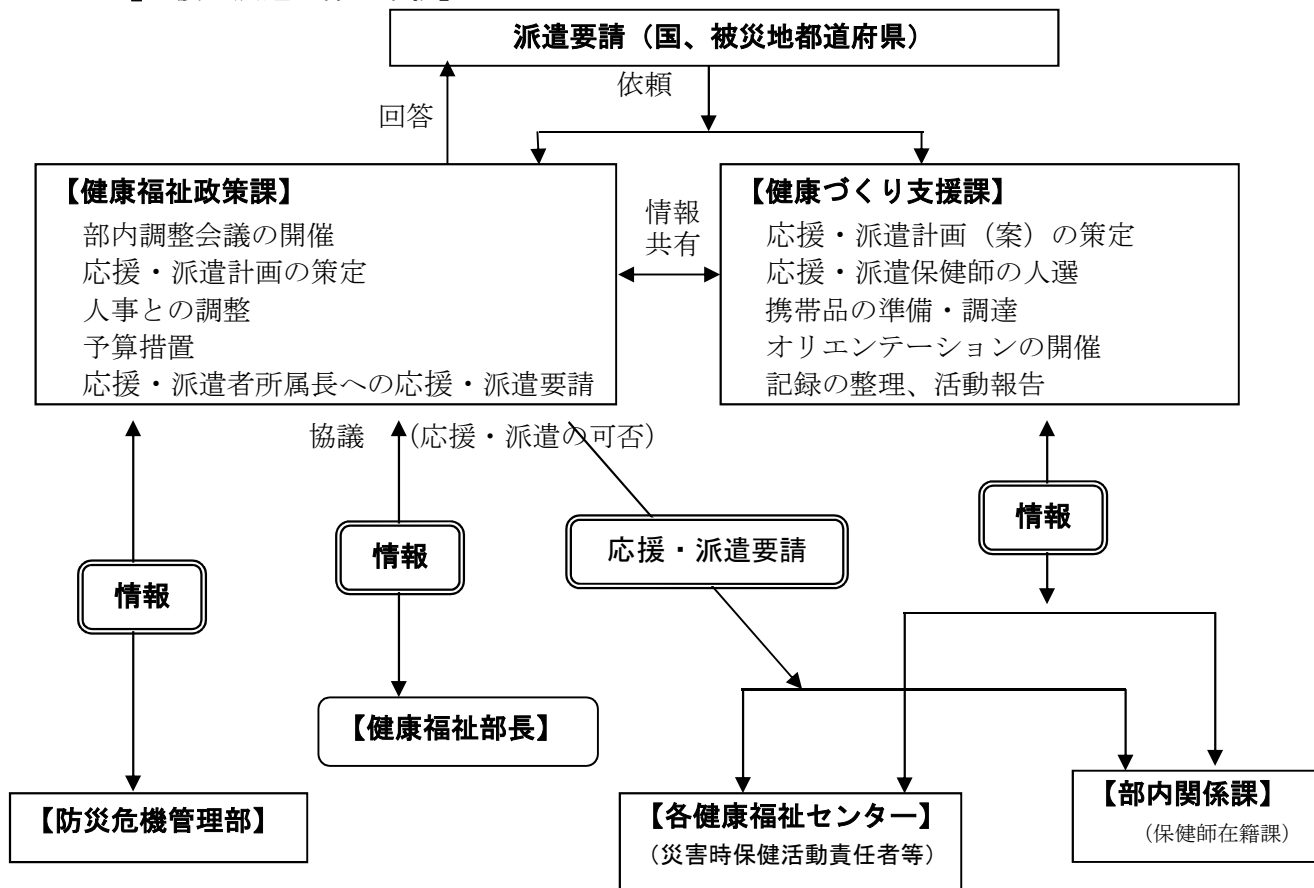 派遣要請（国、被災地都道府県）
依頼
回答
【健康福祉政策課】
部内調整会議の開催
応援・派遣計画の策定
人事との調整
予算措置
応援・派遣者所属長への応援・派遣要請
情報
共有
【健康づくり支援課】
応援・派遣計画（案）の策定
応援・派遣保健師の人選
携帯品の準備・調達
オリエンテーションの開催
記録の整理、活動報告
協議 （応援・派遣の可否）
情報
情報
応援・派遣要請
情報
【健康福祉部長】
【防災危機管理部】
【各健康福祉センター】
（災害時保健活動責任者等）
【部内関係課】
（保健師在籍課）